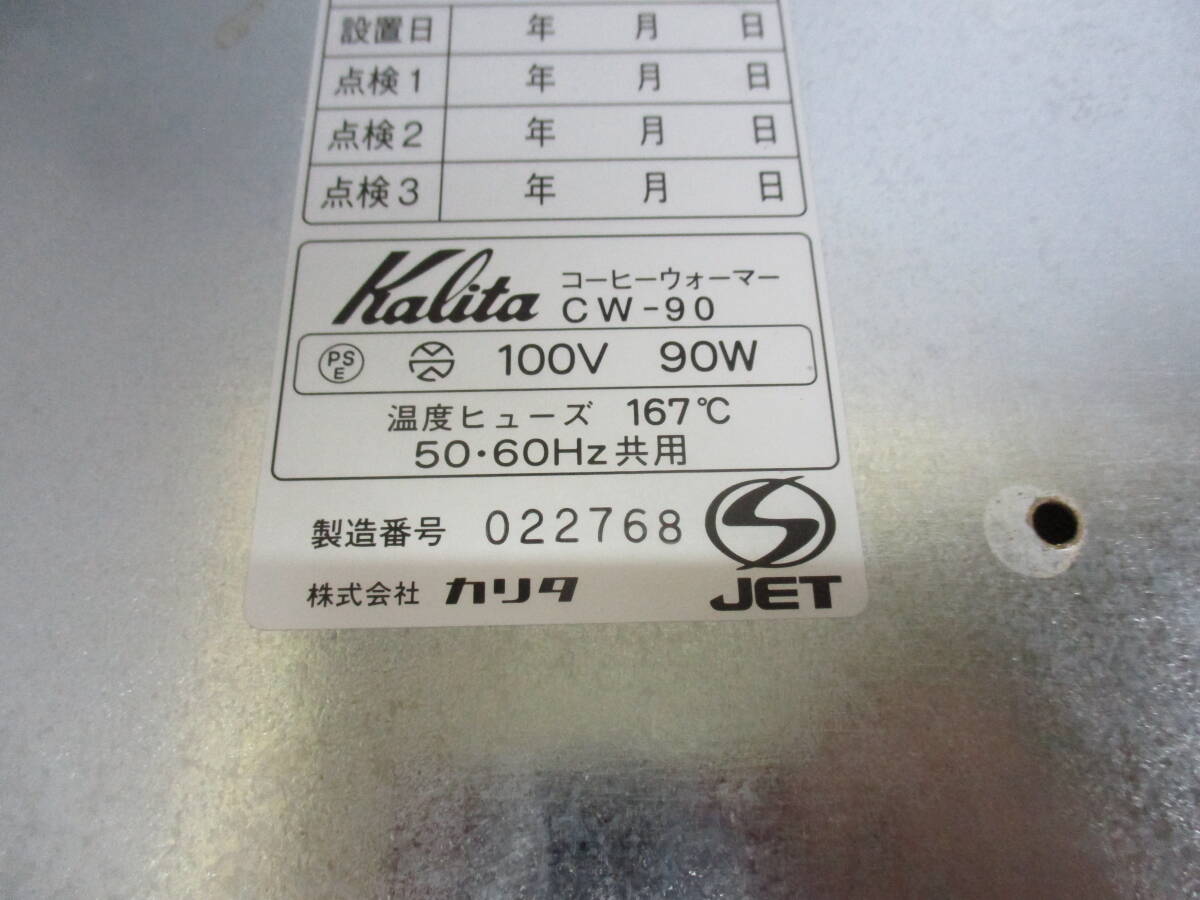 設置日 年 月 日
点検1 年 月 日
点検2 年 月 日
点検3 年 月 日
Kalita コーヒーウォーマー
CW-90
PSE 100V 90W
温度ヒューズ 167℃
50・60Hz共用
製造番号 022768
株式会社 カリタ JET